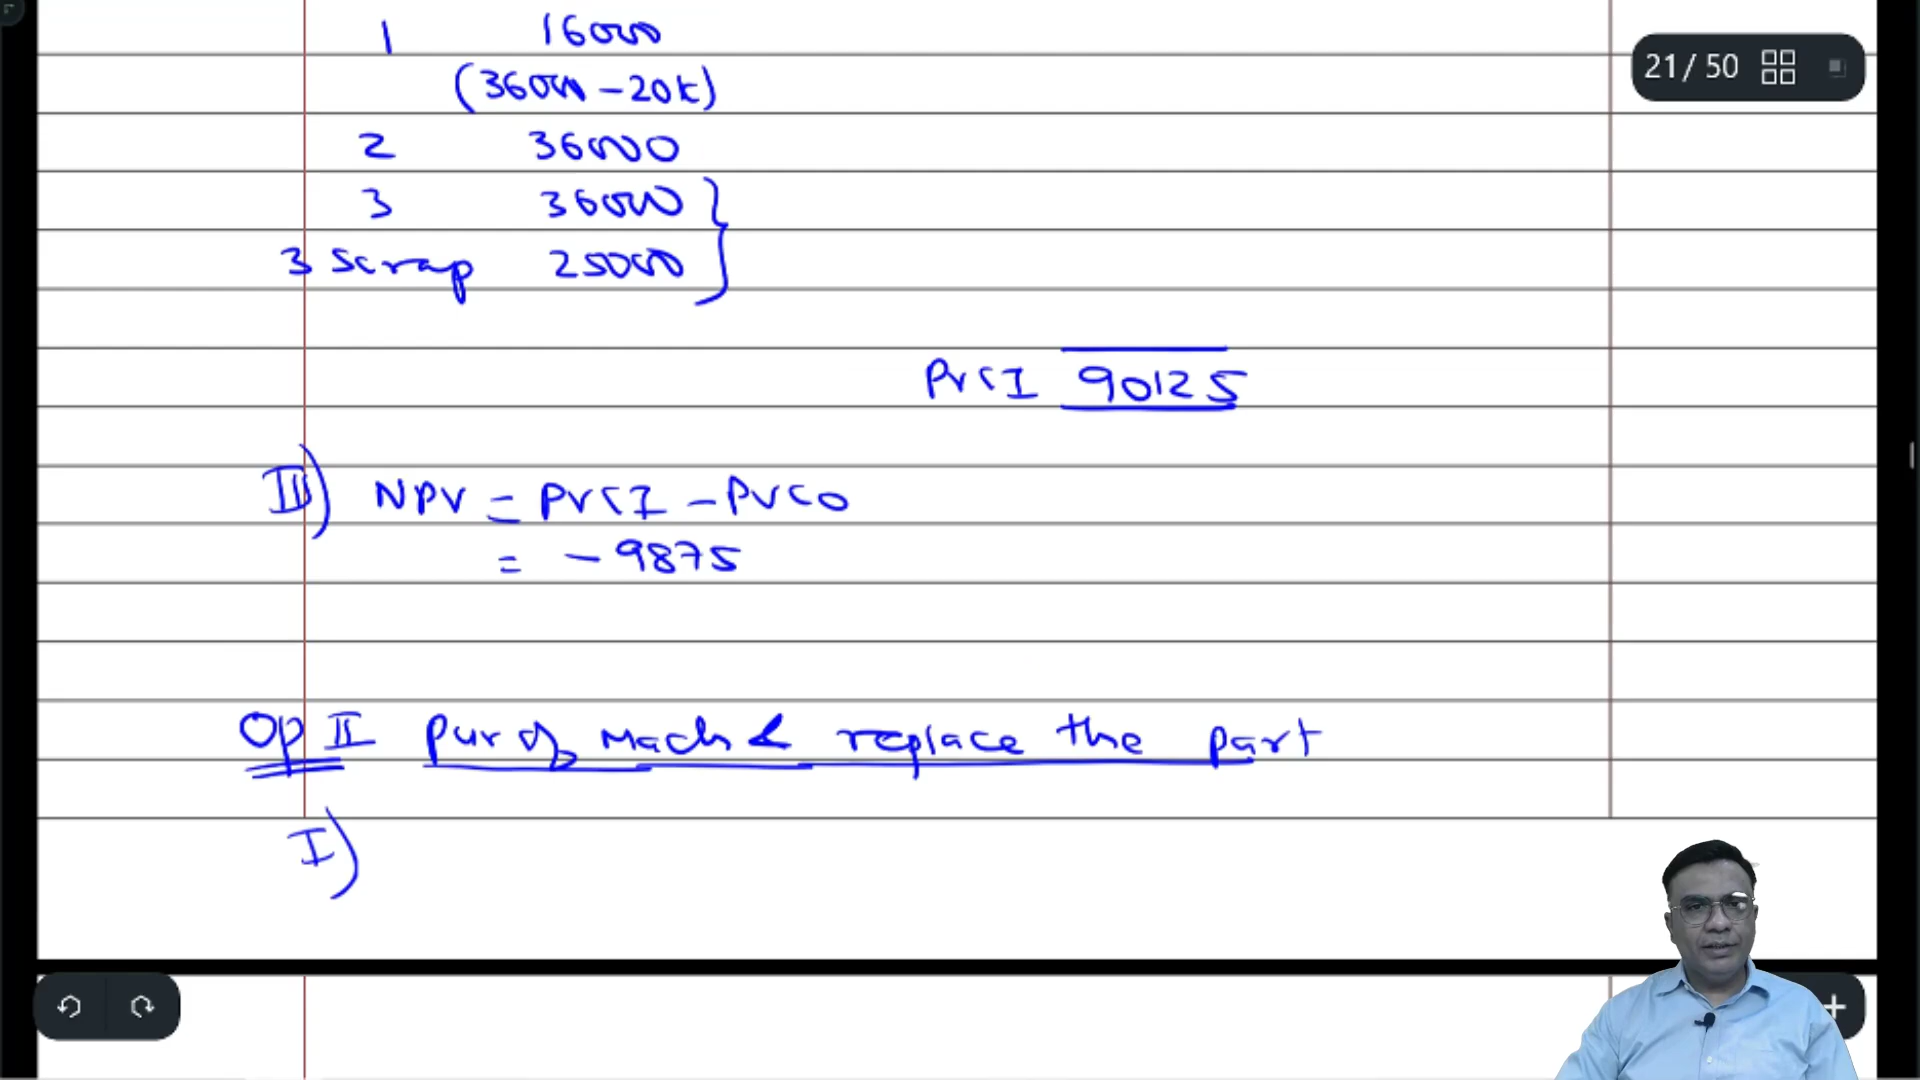 1 16000
21/50
(36000 - 20k)
2 36000
3 36000
3 Scrap 25000
PVCI 90125
III) NPV = PVCI - PVCO
= - 9875
Op II Pur of Mach & replace the part
I)